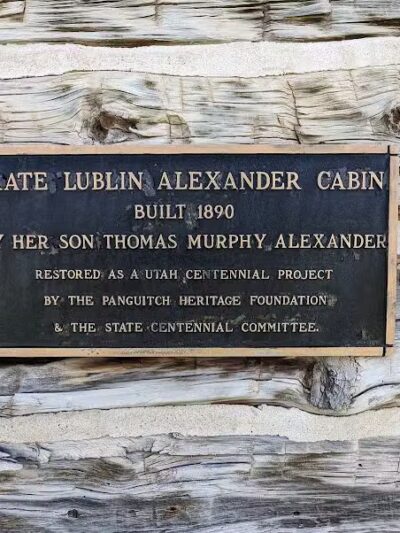 ATE LUBLIN ALEXANDER CABIN
BUILT 1890
Y HER SON THOMAS MURPHY ALEXANDER
RESTORED AS A UTAH CENTENNIAL PROJECT
BY THE PANGUITCH HERITAGE FOUNDATION
& THE STATE CENTENNIAL COMMITTEE.